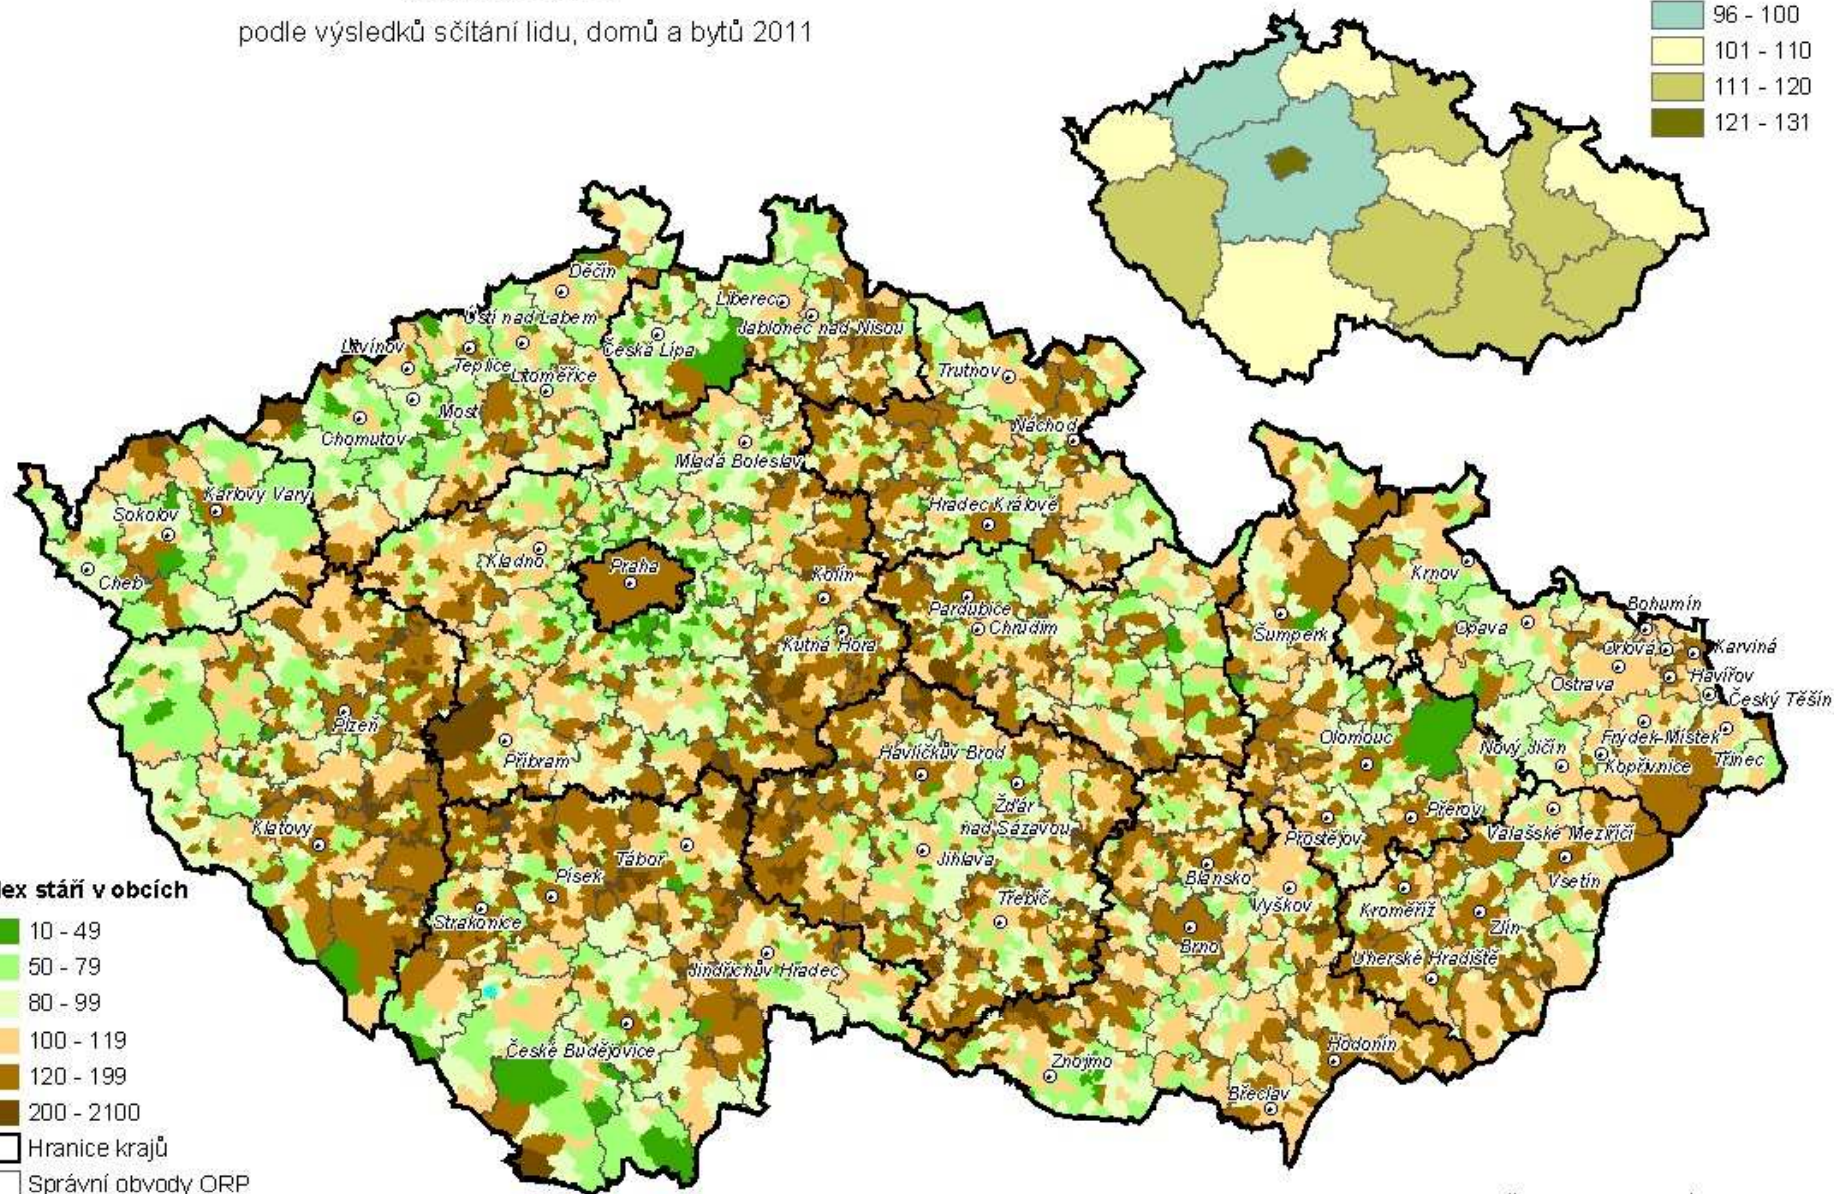 podle výsledků sčítání lidu, domů a bytů 2011
96 - 100
101 - 110
111 - 120
121 - 131
Děčín
Liberec
Ústí nad Labem
Jablonec nad Nisou
Litvínov
Česká Lípa
Teplice
Litoměřice
Trutnov
Most
Chomutov
Náchod
Mladá Boleslav
Karlovy Vary
Sokolov
Hradec Králové
Kladno
Praha
Kolín
Krnov
Cheb
Pardubice
Bohumín
Chrudim
Opava
Šumperk
Kutná Hora
Orlová
Karviná
Havířov
Ostrava
Český Těšín
Plzeň
Olomouc
Frýdek-Místek
Nový Jičín
Havlíčkův Brod
Příbram
Třinec
Kopřivnice
Žďár
nad Sázavou
Přerov
Klatovy
Valašské Meziříčí
Prostějov
Tábor
Jihlava
Písek
Blansko
Vsetín
Index stáří v obcích
Třebíč
Vyškov
Kroměříž
Strakonice
Zlín
10 - 49
Brno
Uherské Hradiště
50 - 79
Jindřichův Hradec
80 - 99
100 - 119
České Budějovice
Hodonín
Znojmo
120 - 199
Břeclav
200 - 2100
Hranice krajů
Správní obvody ORP